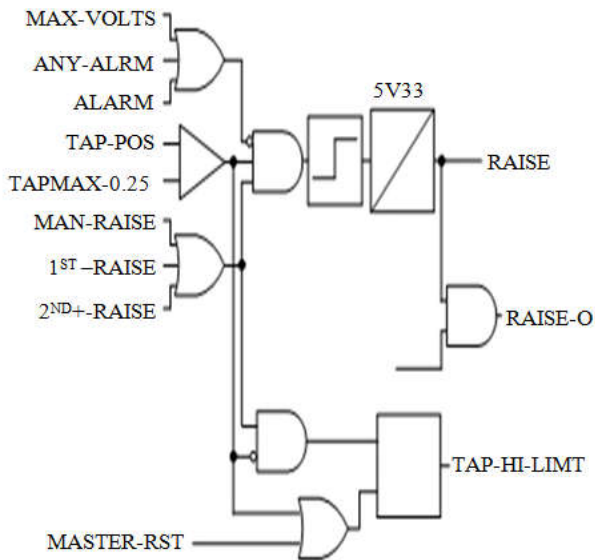 MAX-VOLTS
ANY-ALRM
ALARM
TAP-POS
TAPMAX-0.25
MAN-RAISE
1ST –RAISE
2ND+-RAISE
5V33
RAISE
RAISE-O
TAP-HI-LIMT
MASTER-RST